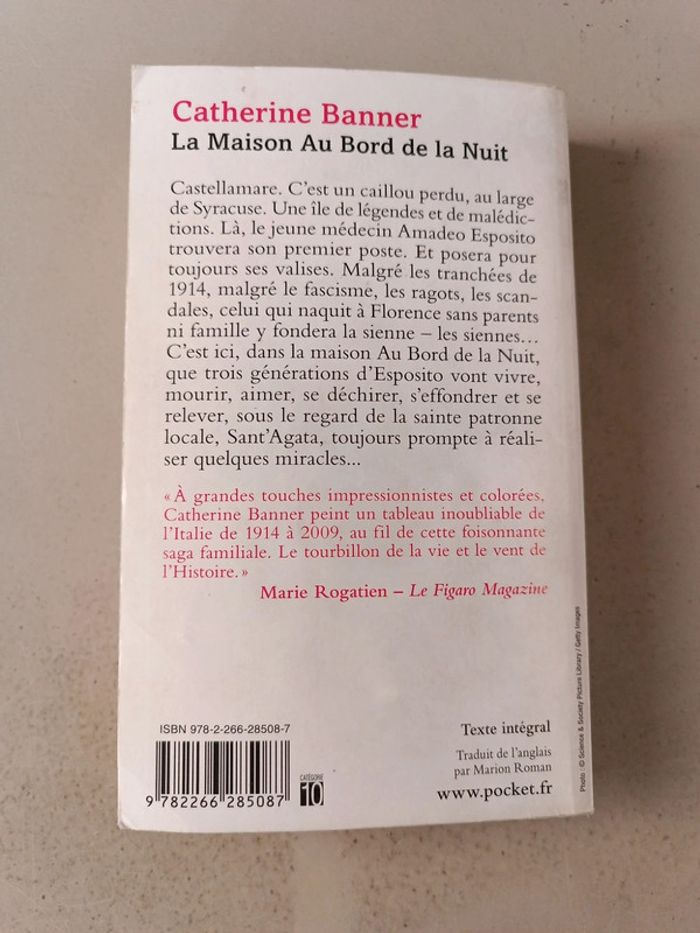 Catherine Banner
La Maison Au Bord de la Nuit
Castellamare. C'est un caillou perdu, au large
de Syracuse. Une île de légendes et de malédic-
tions. Là, le jeune médecin Amadeo Esposito
trouvera son premier poste. Et posera pour
toujours ses valises. Malgré les tranchées de
1914, malgré le fascisme, les ragots, les scan-
dales, celui qui naquit à Florence sans parents
ni famille y fondera la sienne – les siennes...
C'est ici, dans la maison Au Bord de la Nuit,
que trois générations d'Esposito vont vivre,
mourir, aimer, se déchirer, s'effondrer et se
relever, sous le regard de la sainte patronne
locale, Sant'Agata, toujours prompte à réali-
ser quelques miracles...
« À grandes touches impressionnistes et colorées,
Catherine Banner peint un tableau inoubliable de
l'Italie de 1914 à 2009, au fil de cette foisonnante
saga familiale. Le tourbillon de la vie et le vent de
l'Histoire. »
Marie Rogatien – Le Figaro Magazine
ISBN 978-2-266-28508-7
9 782266 285087
CATÉGORIE
10
Texte intégral
Traduit de l'anglais
par Marion Roman
www.pocket.fr
Photo : © Science & Society Picture Library / Getty Images